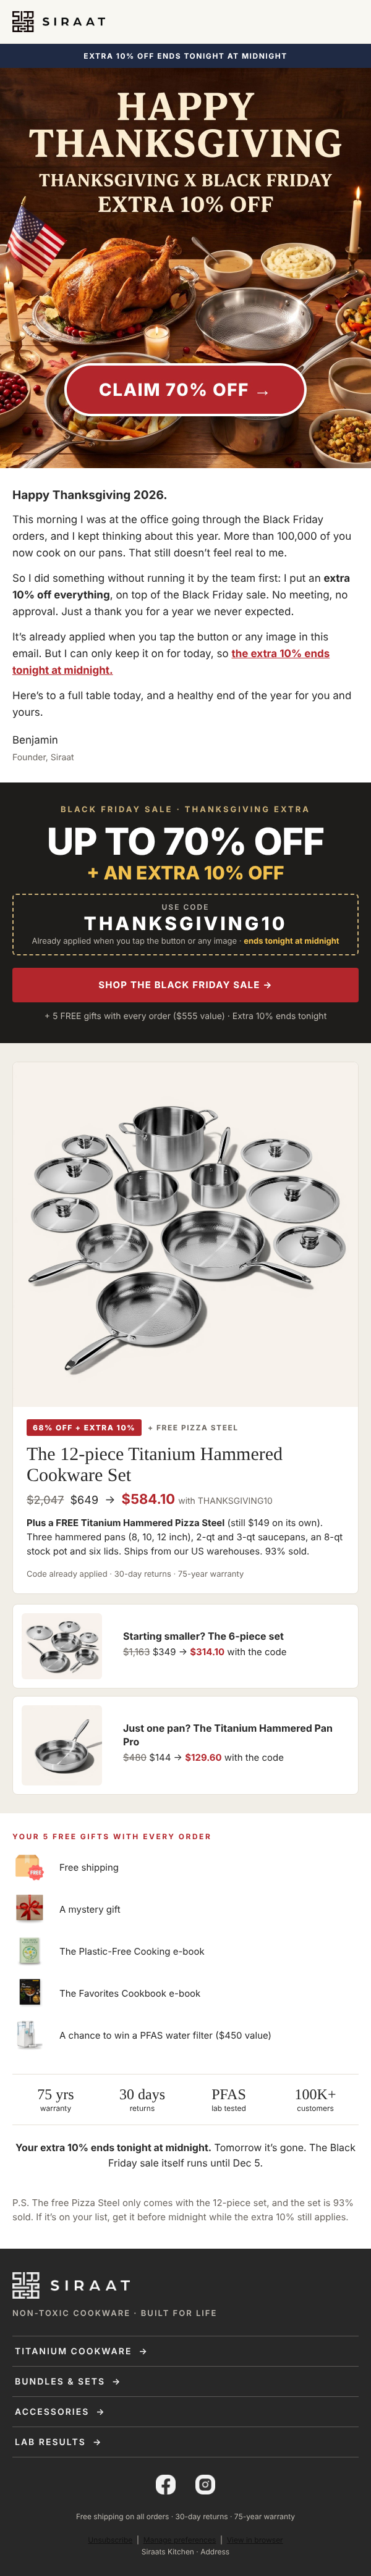 SIRAAT
EXTRA 10% OFF ENDS TONIGHT AT MIDNIGHT
HAPPY
THANKSGIVING
THANKSGIVING X BLACK FRIDAY
EXTRA 10% OFF
CLAIM 70% OFF →
Happy Thanksgiving 2026.
This morning I was at the office going through the Black Friday
orders, and I kept thinking about this year. More than 100,000 of you
now cook on our pans. That still doesn’t feel real to me.
So I did something without running it by the team first: I put an extra
10% off everything, on top of the Black Friday sale. No meeting, no
approval. Just a thank you for a year we never expected.
It’s already applied when you tap the button or any image in this
email. But I can only keep it on for today, so the extra 10% ends
tonight at midnight.
Here’s to a full table today, and a healthy end of the year for you and
yours.
Benjamin
Founder, Siraat
BLACK FRIDAY SALE · THANKSGIVING EXTRA
UP TO 70% OFF
+ AN EXTRA 10% OFF
USE CODE
THANKSGIVING10
Already applied when you tap the button or any image · ends tonight at midnight
SHOP THE BLACK FRIDAY SALE →
+ 5 FREE gifts with every order ($555 value) · Extra 10% ends tonight
68% OFF + EXTRA 10% + FREE PIZZA STEEL
The 12-piece Titanium Hammered
Cookware Set
$2,047 $649 → $584.10 with THANKSGIVING10
Plus a FREE Titanium Hammered Pizza Steel (still $149 on its own).
Three hammered pans (8, 10, 12 inch), 2-qt and 3-qt saucepans, an 8-qt
stock pot and six lids. Ships from our US warehouses. 93% sold.
Code already applied · 30-day returns · 75-year warranty
Starting smaller? The 6-piece set
$1,163 $349 → $314.10 with the code
Just one pan? The Titanium Hammered Pan
Pro
$480 $144 → $129.60 with the code
YOUR 5 FREE GIFTS WITH EVERY ORDER
FREE
Free shipping
A mystery gift
The Plastic-Free Cooking e-book
The Favorites Cookbook e-book
A chance to win a PFAS water filter ($450 value)
75 yrs 30 days PFAS 100K+
warranty returns lab tested customers
Your extra 10% ends tonight at midnight. Tomorrow it’s gone. The Black
Friday sale itself runs until Dec 5.
P.S. The free Pizza Steel only comes with the 12-piece set, and the set is 93%
sold. If it’s on your list, get it before midnight while the extra 10% still applies.
SIRAAT
NON-TOXIC COOKWARE · BUILT FOR LIFE
TITANIUM COOKWARE →
BUNDLES & SETS →
ACCESSORIES →
LAB RESULTS →
Free shipping on all orders · 30-day returns · 75-year warranty
Unsubscribe | Manage preferences | View in browser
Siraats Kitchen · Address